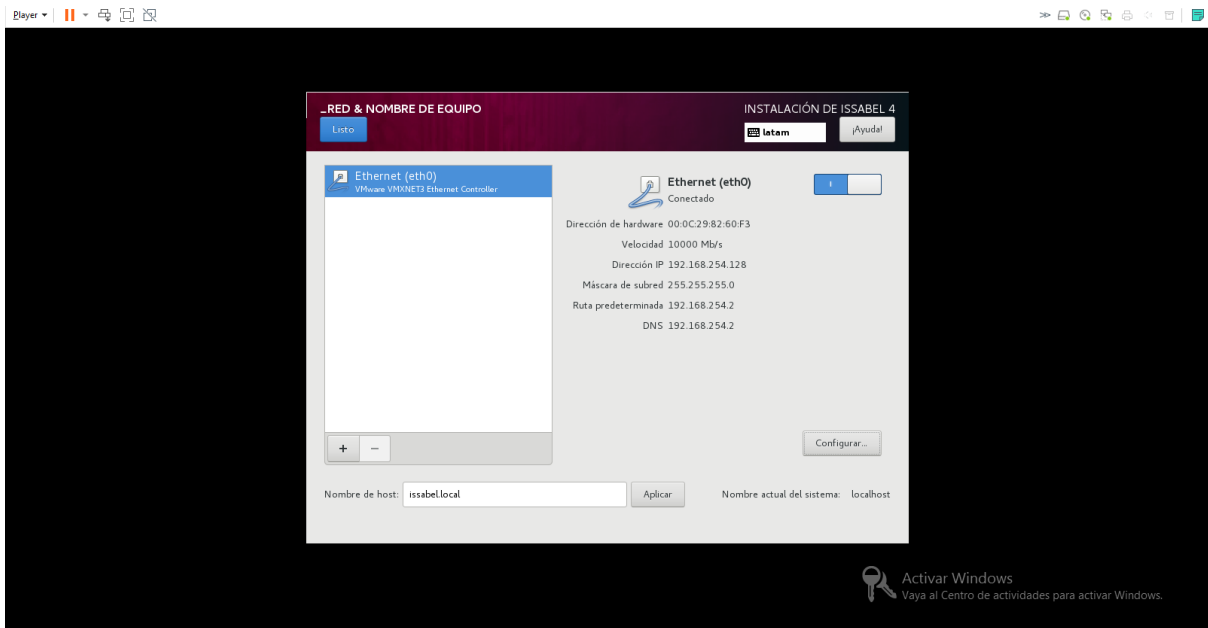 Player
_RED & NOMBRE DE EQUIPO
INSTALACIÓN DE ISSABEL 4
Listo
latam
¡Ayuda!
Ethernet (eth0)
VMware VMXNET3 Ethernet Controller
Ethernet (eth0)
Conectado
Dirección de hardware 00:0C:29:82:60:F3
Velocidad 10000 Mb/s
Dirección IP 192.168.254.128
Máscara de subred 255.255.255.0
Ruta predeterminada 192.168.254.2
DNS 192.168.254.2
+ −
Configurar...
Nombre de host: issabel.local
Aplicar
Nombre actual del sistema: localhost
Activar Windows
Vaya al Centro de actividades para activar Windows.